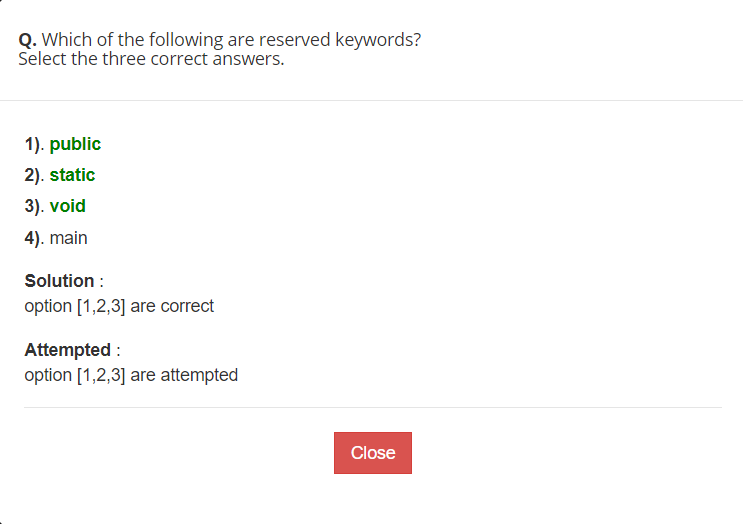 Q. Which of the following are reserved keywords?
Select the three correct answers.
1). public
2). static
3). void
4). main
Solution :
option [1,2,3] are correct
Attempted :
option [1,2,3] are attempted
Close